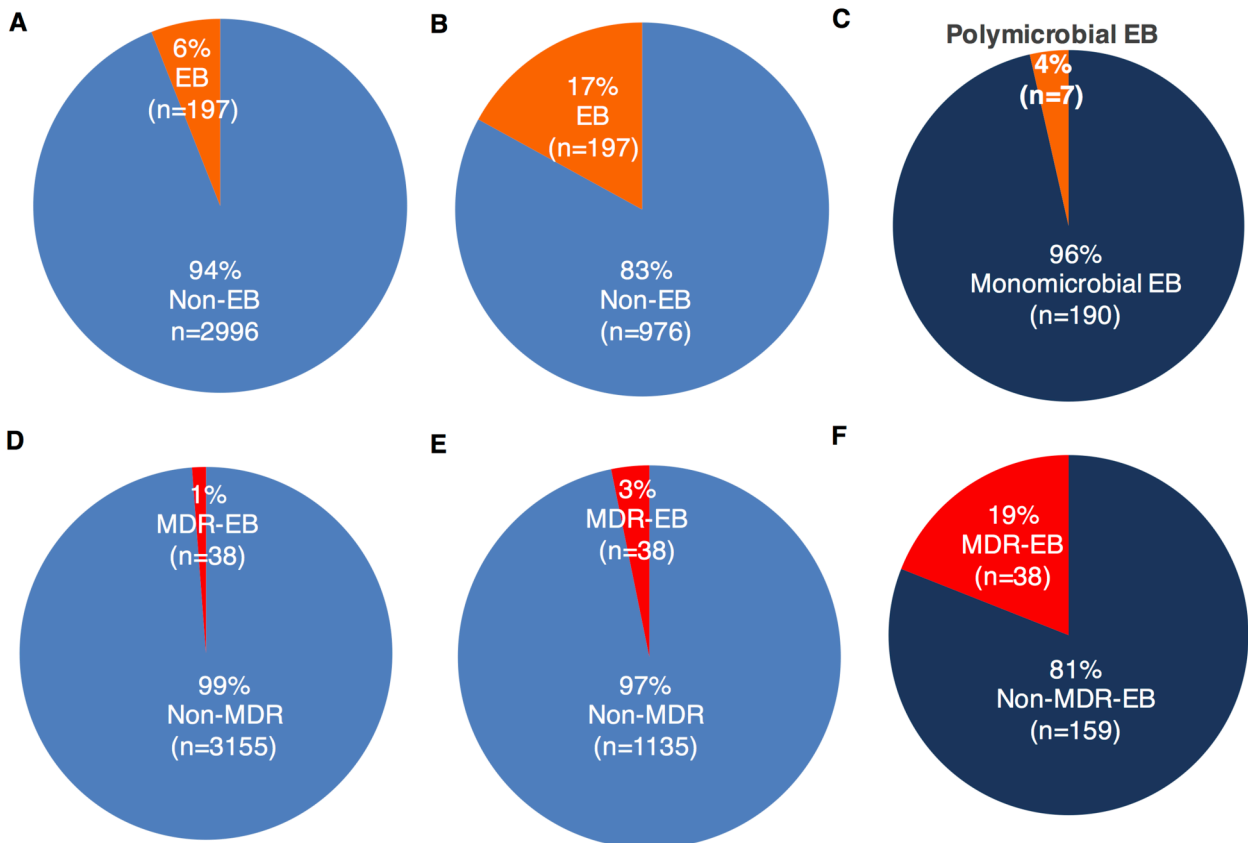 A
6%
EB
(n=197)
94%
Non-EB
n=2996
B
17%
EB
(n=197)
83%
Non-EB
(n=976)
C
Polymicrobial EB
4%
(n=7)
96%
Monomicrobial EB
(n=190)
D
1%
MDR-EB
(n=38)
99%
Non-MDR
(n=3155)
E
3%
MDR-EB
(n=38)
97%
Non-MDR
(n=1135)
F
19%
MDR-EB
(n=38)
81%
Non-MDR-EB
(n=159)